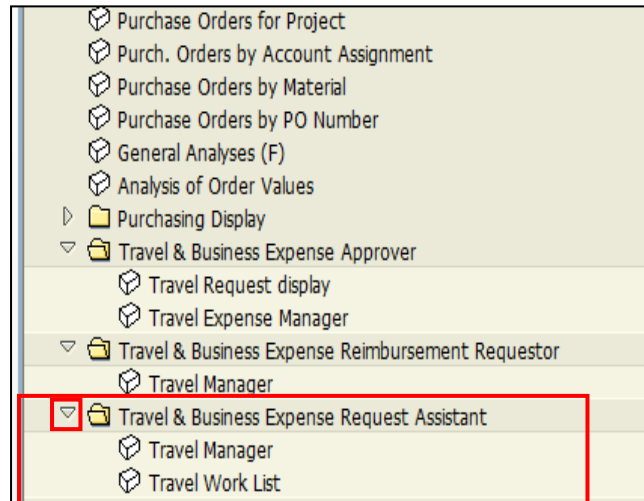 Purchase Orders for Project
Purch. Orders by Account Assignment
Purchase Orders by Material
Purchase Orders by PO Number
General Analyses (F)
Analysis of Order Values
Purchasing Display
Travel & Business Expense Approver
Travel Request display
Travel Expense Manager
Travel & Business Expense Reimbursement Requestor
Travel Manager
Travel & Business Expense Request Assistant
Travel Manager
Travel Work List